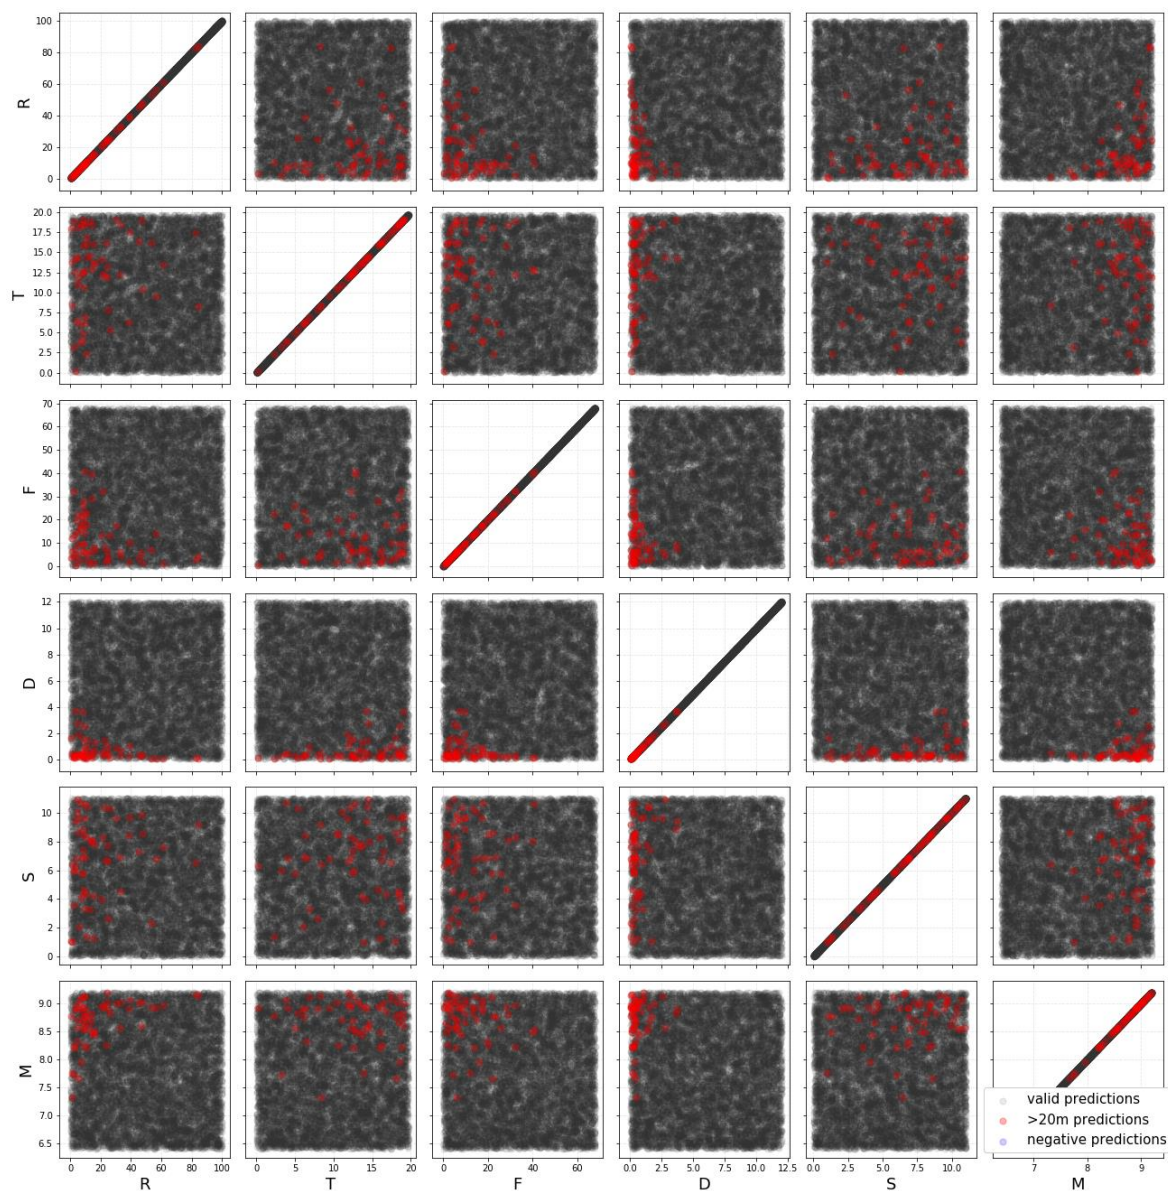 100
80
60
40
20
0
R
20.0
17.5
15.0
12.5
10.0
7.5
5.0
2.5
0.0
T
70
60
50
40
30
20
10
0
F
12
10
8
6
4
2
0
D
10
8
6
4
2
0
S
9.0
8.5
8.0
7.5
7.0
6.5
M
0 20 40 60 80 100
0 5 10 15 20
0 20 40 60
0.0 2.5 5.0 7.5 10.0 12.5
0.0 2.5 5.0 7.5 10.0
7 8 9
R T F D S M
valid predictions
>20m predictions
negative predictions